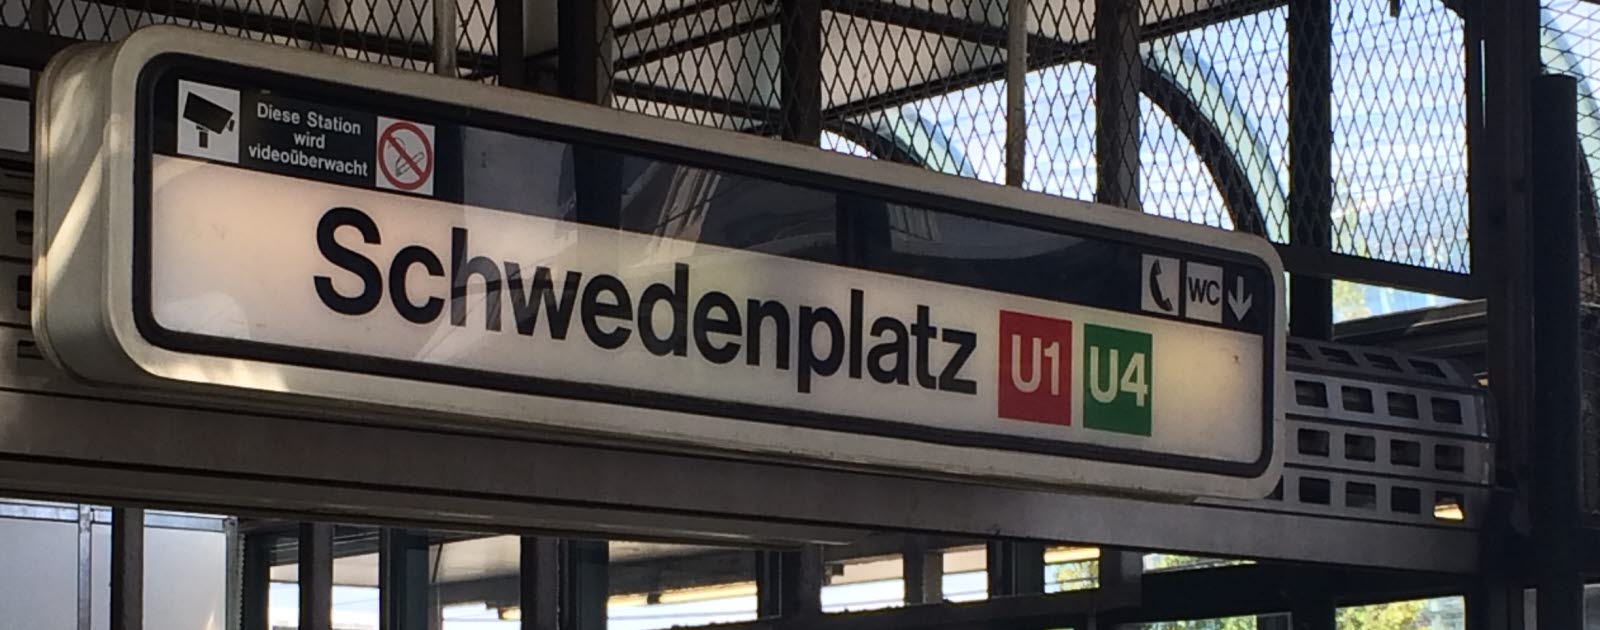 Diese Station
wird
videoüberwacht
Schwedenplatz U1 U4
WC